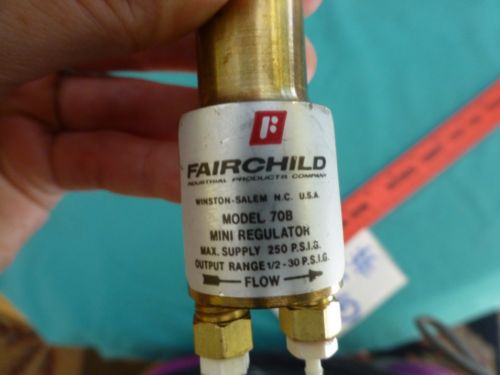 FAIRCHILD
INDUSTRIAL PRODUCTS COMPANY
WINSTON-SALEM N.C. U.S.A.
MODEL 70B
MINI REGULATOR
MAX. SUPPLY 250 P.S.I.G.
OUTPUT RANGE 1/2 - 30 P.S.I.G.
FLOW